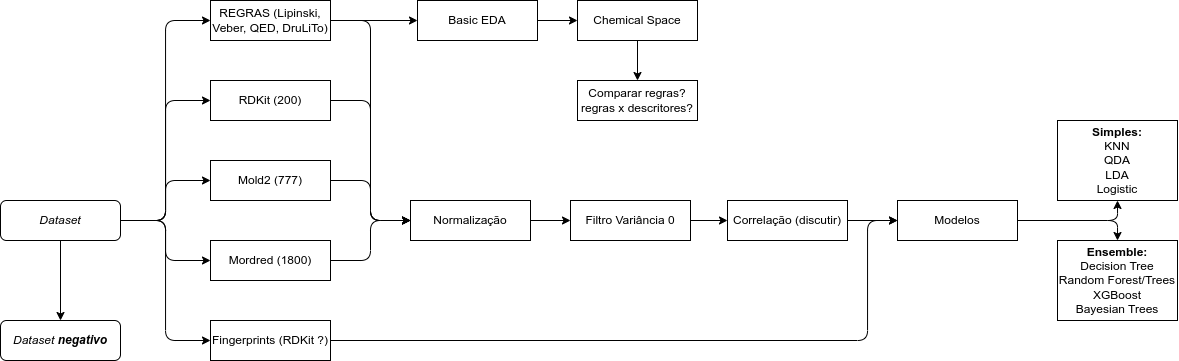 REGRAS (Lipinski,
Veber, QED, DruLiTo)
Basic EDA
Chemical Space
RDKit (200)
Comparar regras?
regras x descritores?
Simples:
KNN
QDA
LDA
Logistic
Mold2 (777)
Dataset
Normalização
Filtro Variância 0
Correlação (discutir)
Modelos
Mordred (1800)
Ensemble:
Decision Tree
Random Forest/Trees
XGBoost
Bayesian Trees
Dataset negativo
Fingerprints (RDKit ?)